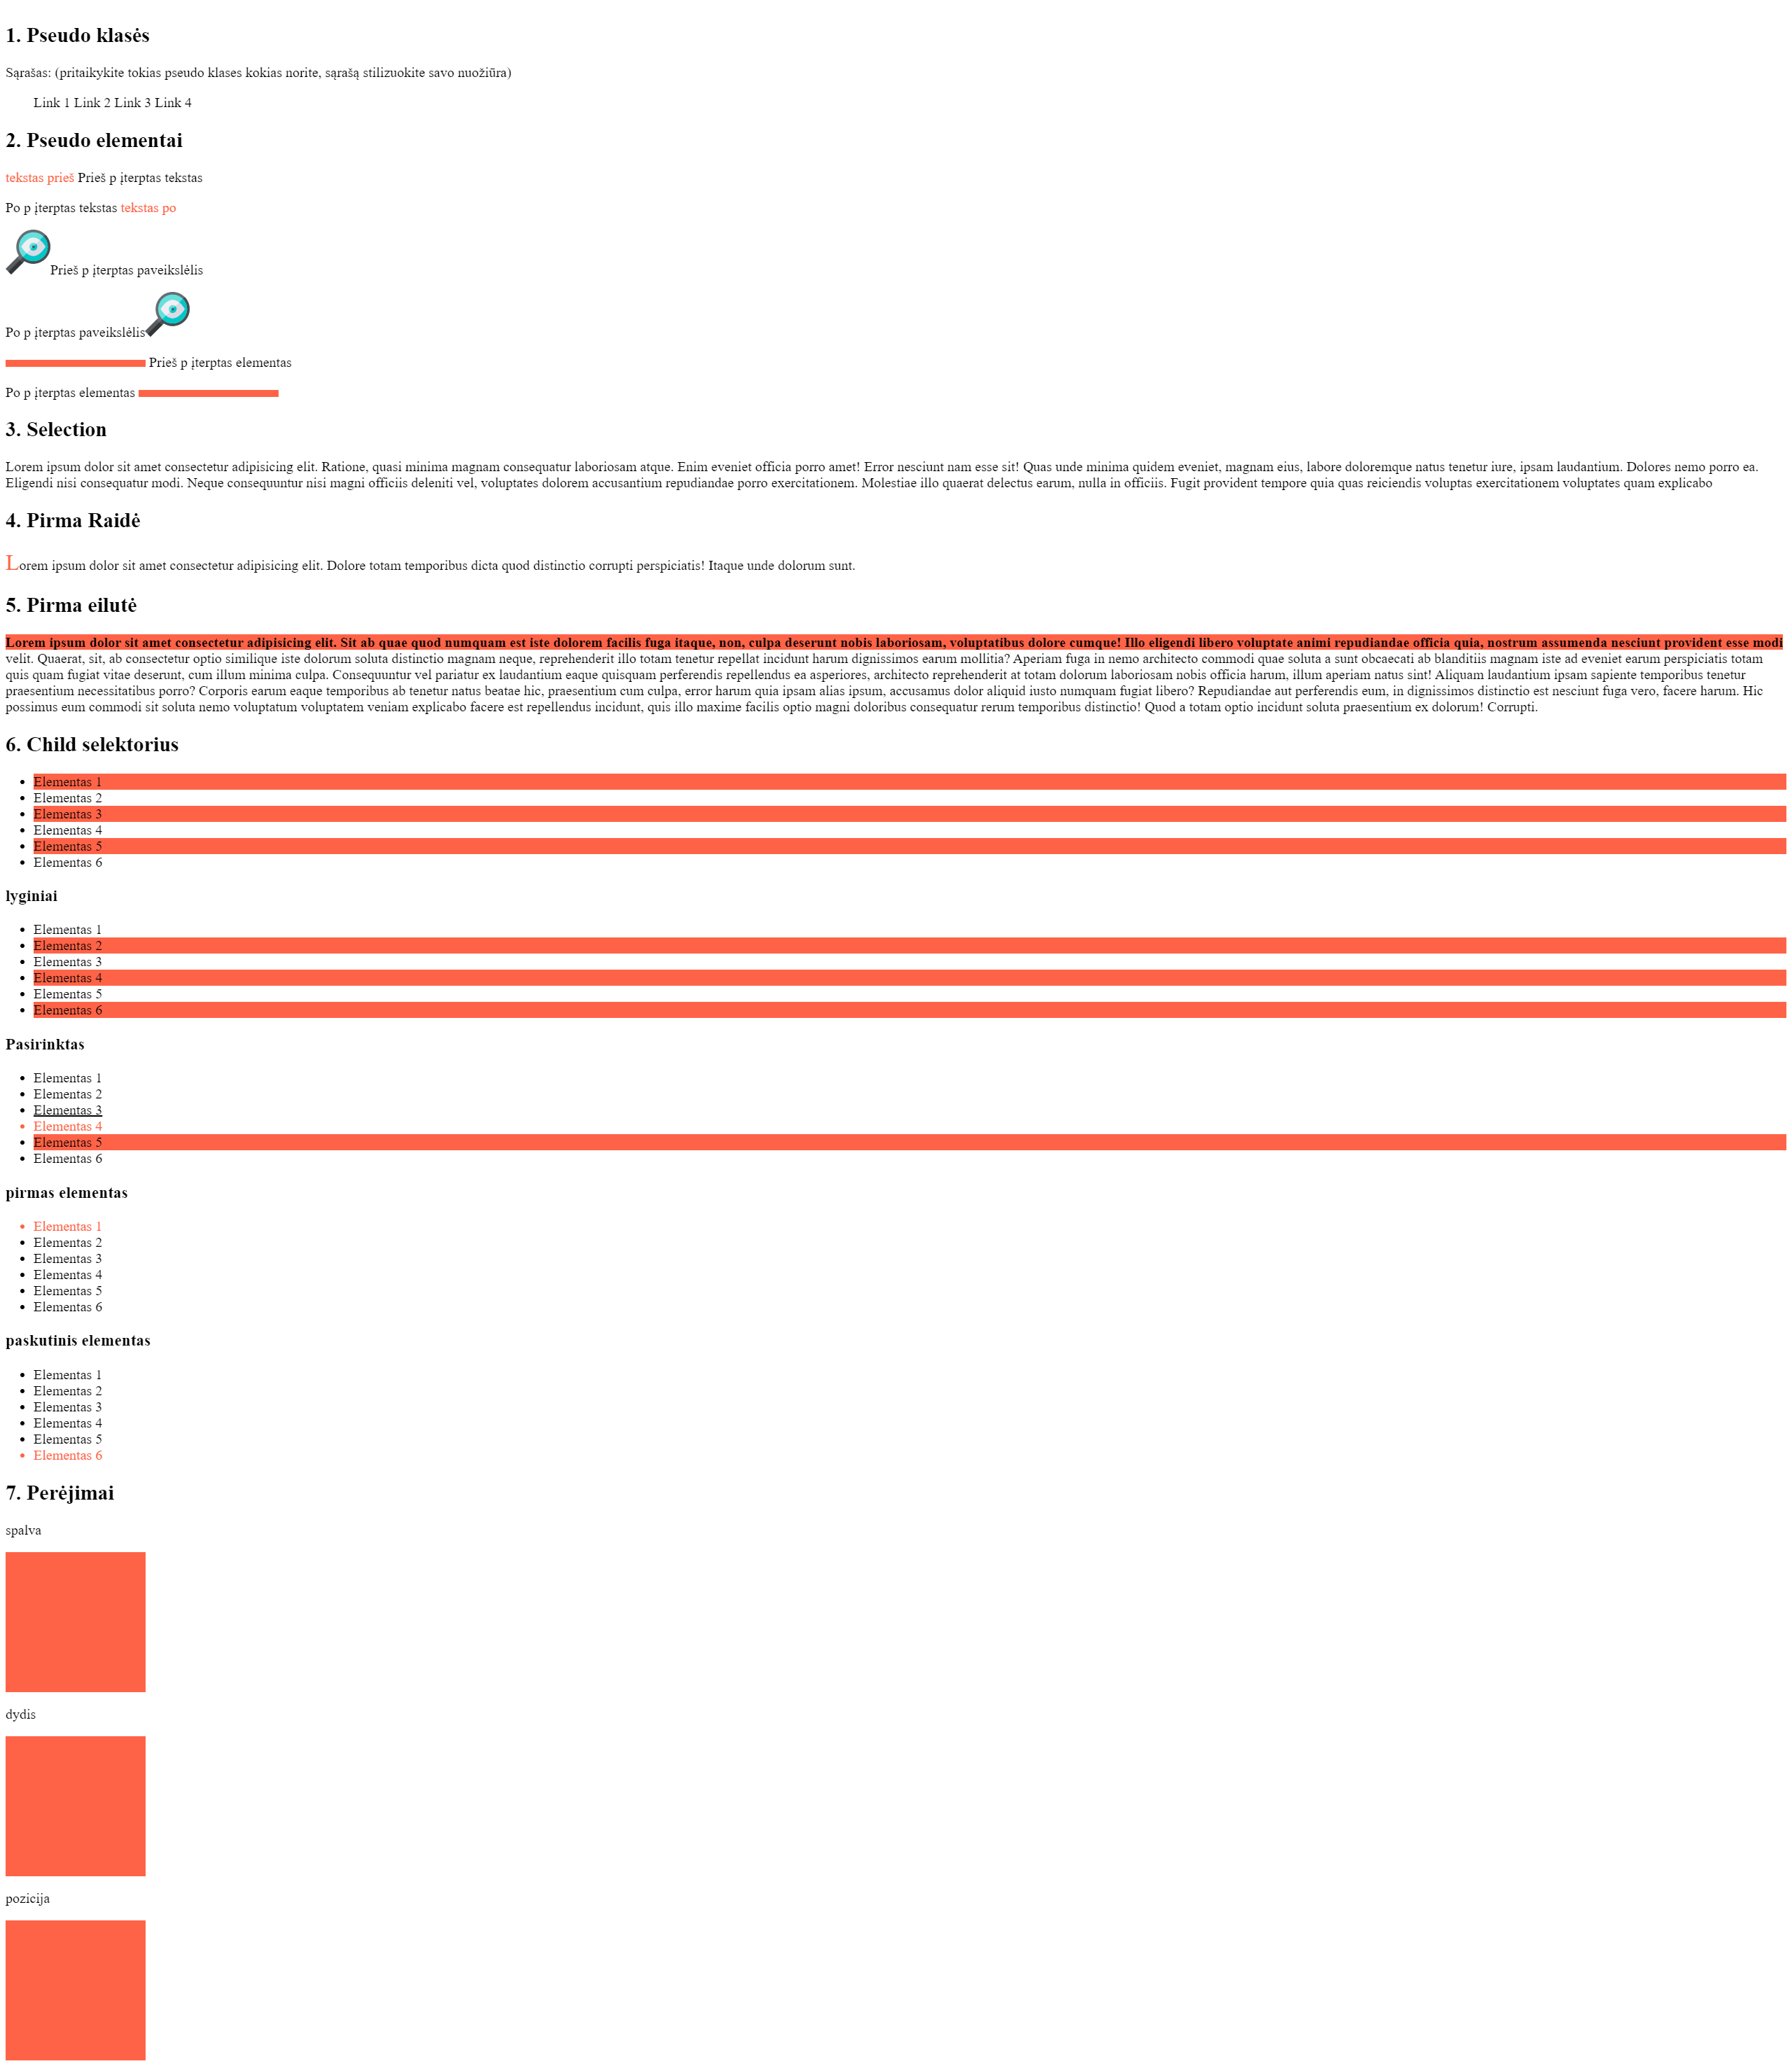 1. Pseudo klasės
Sąrašas: (pritaikykite tokias pseudo klases kokias norite, sąrašą stilizuokite savo nuožiūra)
Link 1 Link 2 Link 3 Link 4
2. Pseudo elementai
tekstas prieš Prieš p įterptas tekstas
Po p įterptas tekstas tekstas po
Prieš p įterptas paveikslėlis
Po p įterptas paveikslėlis
Prieš p įterptas elementas
Po p įterptas elementas
3. Selection
Lorem ipsum dolor sit amet consectetur adipisicing elit. Ratione, quasi minima magnam consequatur laboriosam atque. Enim eveniet officia porro amet! Error nesciunt nam esse sit! Quas unde minima quidem eveniet, magnam eius, labore doloremque natus tenetur iure, ipsam laudantium. Dolores nemo porro ea.
Eligendi nisi consequatur modi. Neque consequuntur nisi magni officiis deleniti vel, voluptates dolorem accusantium repudiandae porro exercitationem. Molestiae illo quaerat delectus earum, nulla in officiis. Fugit provident tempore quia quas reiciendis voluptas exercitationem voluptates quam explicabo
4. Pirma Raidė
Lorem ipsum dolor sit amet consectetur adipisicing elit. Dolore totam temporibus dicta quod distinctio corrupti perspiciatis! Itaque unde dolorum sunt.
5. Pirma eilutė
Lorem ipsum dolor sit amet consectetur adipisicing elit. Sit ab quae quod numquam est iste dolorem facilis fuga itaque, non, culpa deserunt nobis laboriosam, voluptatibus dolore cumque! Illo eligendi libero voluptate animi repudiandae officia quia, nostrum assumenda nesciunt provident esse modi
velit. Quaerat, sit, ab consectetur optio similique iste dolorum soluta distinctio magnam neque, reprehenderit illo totam tenetur repellat incidunt harum dignissimos earum mollitia? Aperiam fuga in nemo architecto commodi quae soluta a sunt obcaecati ab blanditiis magnam iste ad eveniet earum perspiciatis totam
quis quam fugiat vitae deserunt, cum illum minima culpa. Consequuntur vel pariatur ex laudantium eaque quisquam perferendis repellendus ea asperiores, architecto reprehenderit at totam dolorum laboriosam nobis officia harum, illum aperiam natus sint! Aliquam laudantium ipsam sapiente temporibus tenetur
praesentium necessitatibus porro? Corporis earum eaque temporibus ab tenetur natus beatae hic, praesentium cum culpa, error harum quia ipsam alias ipsum, accusamus dolor aliquid iusto numquam fugiat libero? Repudiandae aut perferendis eum, in dignissimos distinctio est nesciunt fuga vero, facere harum. Hic
possimus eum commodi sit soluta nemo voluptatum voluptatem veniam explicabo facere est repellendus incidunt, quis illo maxime facilis optio magni doloribus consequatur rerum temporibus distinctio! Quod a totam optio incidunt soluta praesentium ex dolorum! Corrupti.
6. Child selektorius
Elementas 1
Elementas 2
Elementas 3
Elementas 4
Elementas 5
Elementas 6
lyginiai
Elementas 1
Elementas 2
Elementas 3
Elementas 4
Elementas 5
Elementas 6
Pasirinktas
Elementas 1
Elementas 2
Elementas 3
Elementas 4
Elementas 5
Elementas 6
pirmas elementas
Elementas 1
Elementas 2
Elementas 3
Elementas 4
Elementas 5
Elementas 6
paskutinis elementas
Elementas 1
Elementas 2
Elementas 3
Elementas 4
Elementas 5
Elementas 6
7. Perėjimai
spalva
dydis
pozicija